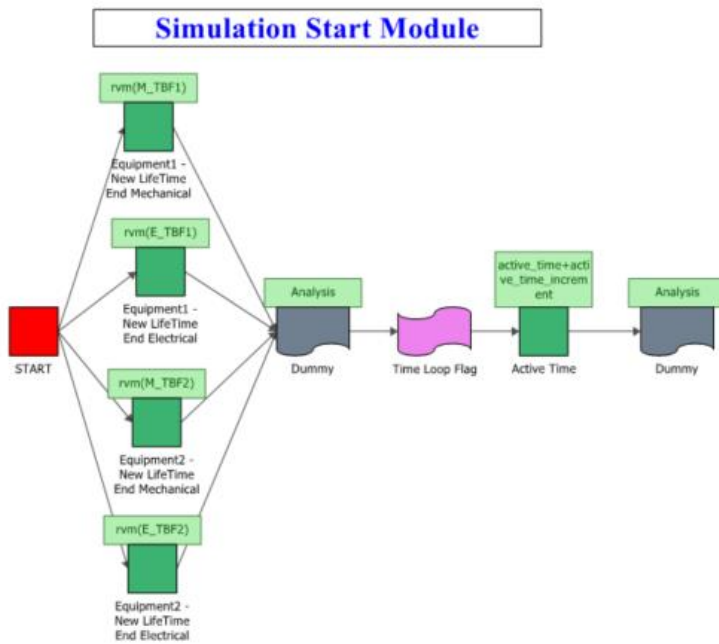 Simulation Start Module
rvm(M_TBF1)
Equipment1 -
New LifeTime
End Mechanical
rvm(E_TBF1)
Equipment1 -
New LifeTime
End Electrical
START
rvm(M_TBF2)
Equipment2 -
New LifeTime
End Mechanical
rvm(E_TBF2)
Equipment2 -
New LifeTime
End Electrical
Analysis
Dummy
Time Loop Flag
active_time+acti
ve_time_increm
ent
Active Time
Analysis
Dummy